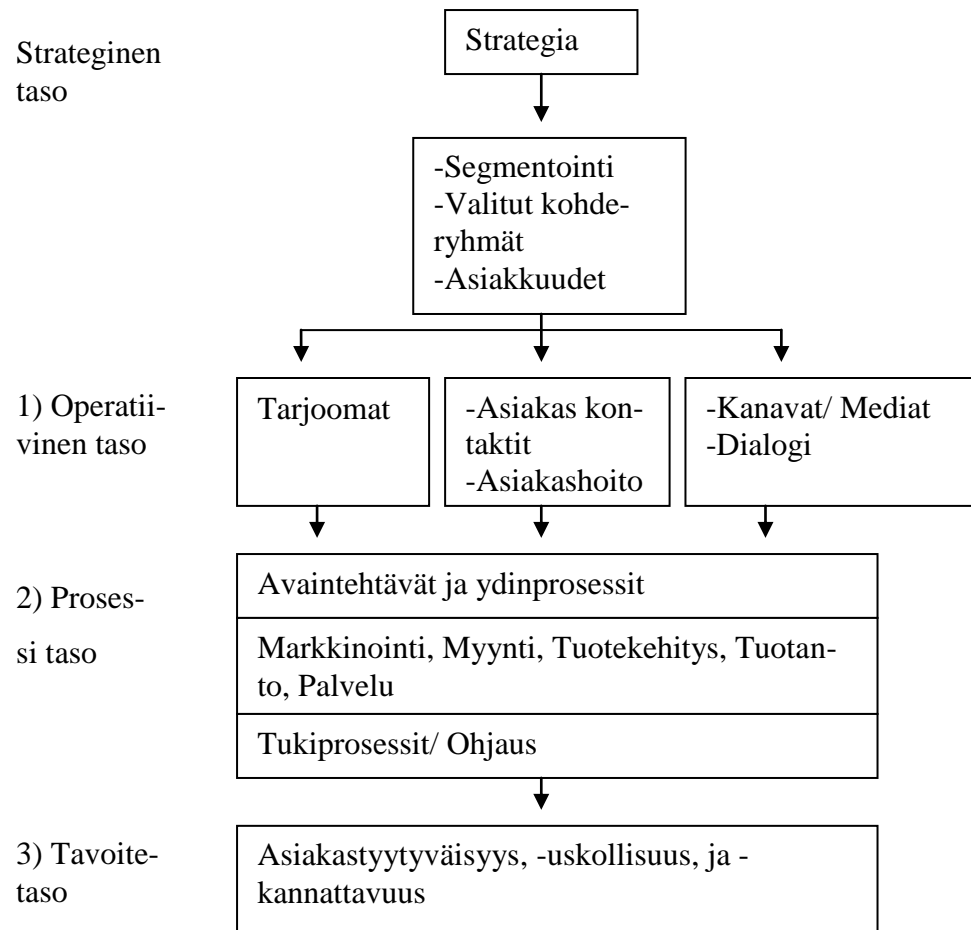 Strateginen
taso
Strategia
-Segmentointi
-Valitut kohde-
ryhmät
-Asiakkuudet
1) Operatii-
vinen taso
Tarjoomat
-Asiakas kon-
taktit
-Asiakashoito
-Kanavat/ Mediat
-Dialogi
2) Proses-
si taso
Avaintehtävät ja ydinprosessit
Markkinointi, Myynti, Tuotekehitys, Tuotan-
to, Palvelu
Tukiprosessit/ Ohjaus
3) Tavoite-
taso
Asiakastyytyväisyys, -uskollisuus, ja -
kannattavuus